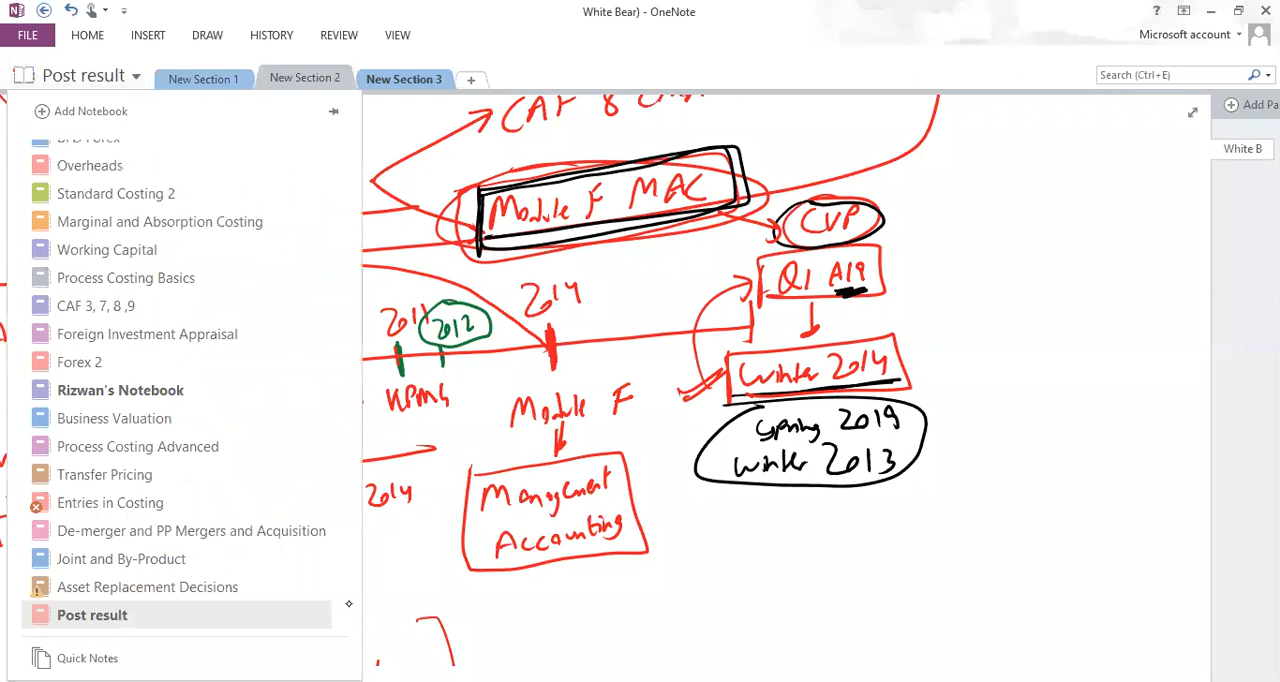 White Bear) - OneNote
?
Microsoft account
FILE HOME INSERT DRAW HISTORY REVIEW VIEW
Post result
New Section 1
New Section 2
New Section 3
+
Search (Ctrl+E)
Add Notebook
Add Pa
White B
Overheads
Standard Costing 2
Marginal and Absorption Costing
Working Capital
Process Costing Basics
CAF 3, 7, 8 ,9
Foreign Investment Appraisal
Forex 2
Rizwan's Notebook
Business Valuation
Process Costing Advanced
Transfer Pricing
Entries in Costing
De-merger and PP Mergers and Acquisition
Joint and By-Product
Asset Replacement Decisions
Post result
Quick Notes
CAF 8
Module F MAC
CVP
Q1 A19
2011
2012
2014
KPMG
Module F
Winter 2014
Spring 2019
Winter 2013
2014
Mangement
Accounting